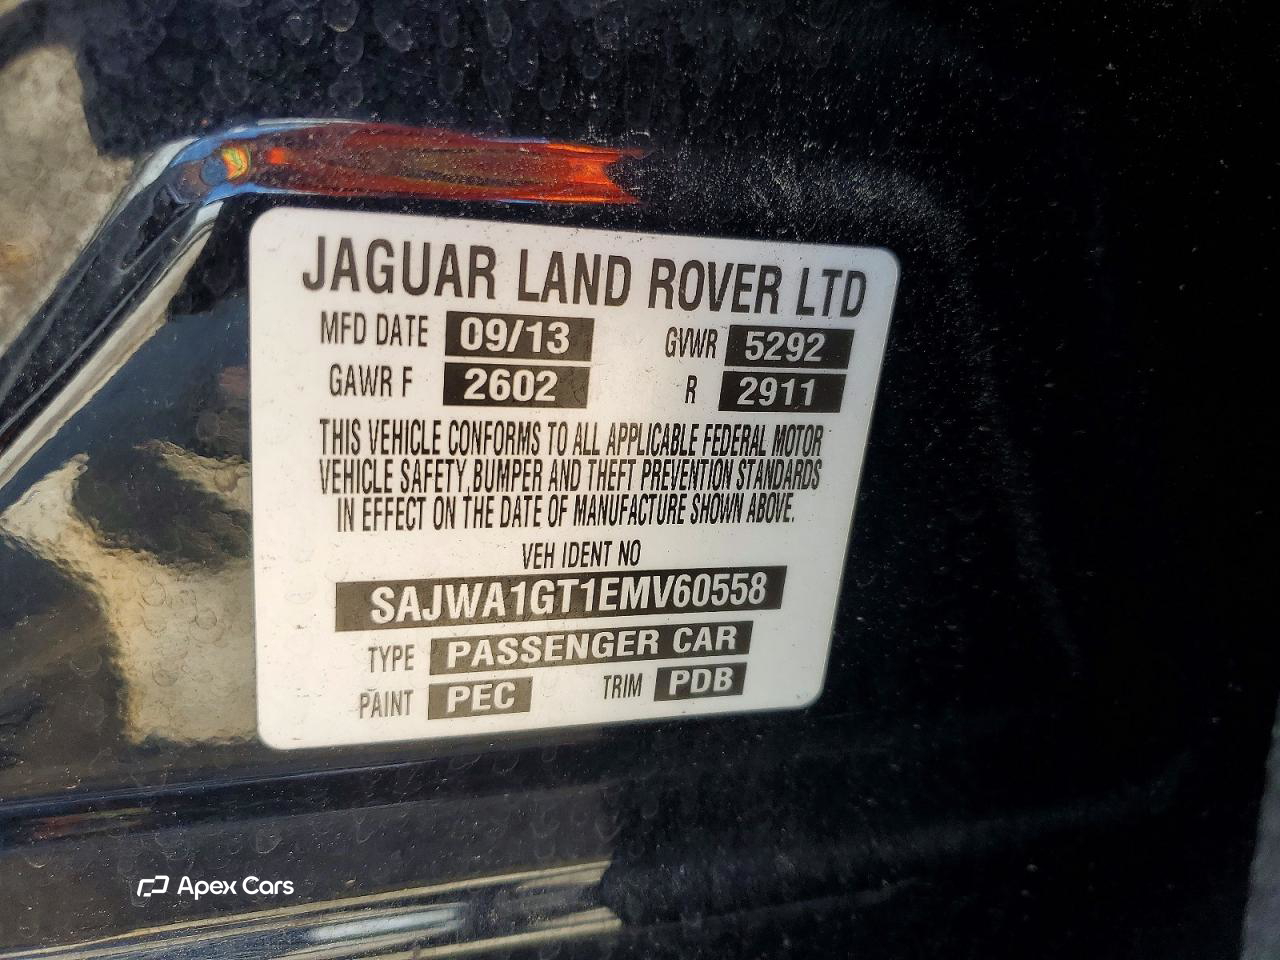 JAGUAR LAND ROVER LTD
MFD DATE 09/13 GVWR 5292
GAWR F 2602 R 2911
THIS VEHICLE CONFORMS TO ALL APPLICABLE FEDERAL MOTOR
VEHICLE SAFETY, BUMPER AND THEFT PREVENTION STANDARDS
IN EFFECT ON THE DATE OF MANUFACTURE SHOWN ABOVE.
VEH IDENT NO
SAJWA1GT1EMV60558
TYPE PASSENGER CAR
PAINT PEC TRIM PDB
Apex Cars